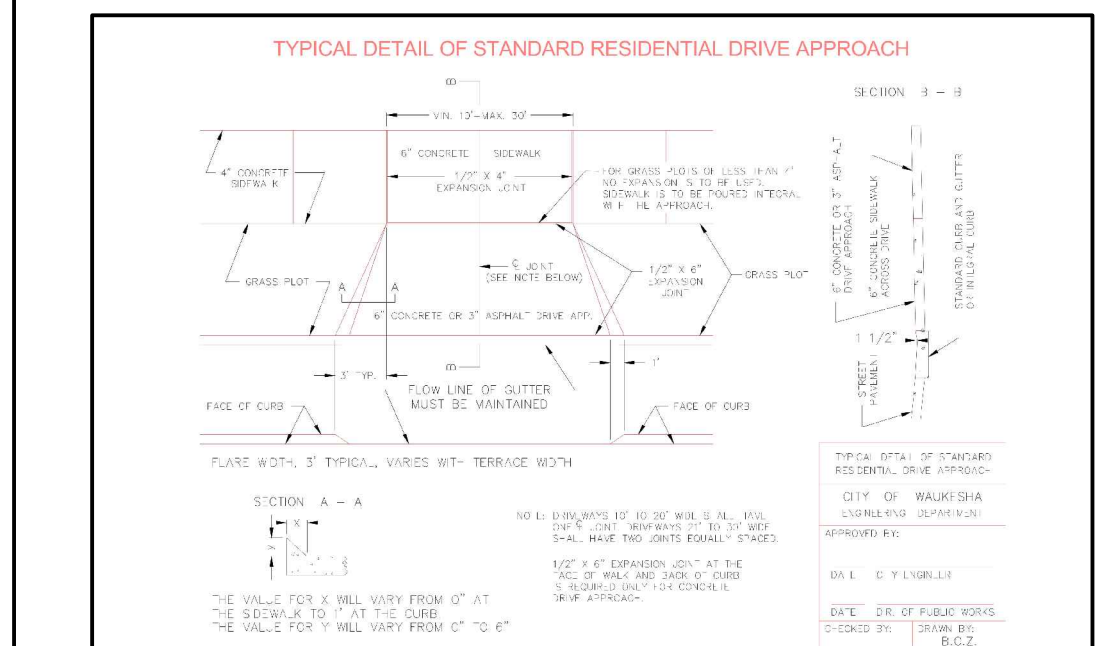 TYPICAL DETAIL OF STANDARD RESIDENTIAL DRIVE APPROACH
B
MIN. 10'-MAX. 30'
6" CONCRETE SIDEWALK
1/2" X 4"
EXPANSION JOINT
4" CONCRETE
SIDEWALK
FOR GRASS PLOTS OF LESS THAN
NO EXPANSION IS TO BE USED.
SIDEWALK IS TO BE POURED INTEGRAL
WITH THE APPROACH.
GRASS PLOT
A A
℄ JOINT
(SEE NOTE BELOW)
1/2" X 6"
EXPANSION
JOINT
GRASS PLOT
6" CONCRETE OR 3" ASPHALT DRIVE APP.
3' TYP.
B
1'
FLOW LINE OF GUTTER
MUST BE MAINTAINED
FACE OF CURB
FACE OF CURB
FLARE WIDTH, 3' TYPICAL, VARIES WITH TERRACE WIDTH
SECTION A - A
X
Y
THE VALUE FOR X WILL VARY FROM 0" AT
THE SIDEWALK TO 1' AT THE CURB
THE VALUE FOR Y WILL VARY FROM 0" TO 6"
NOTE: DRIVEWAYS 10' TO 20' WIDE SHALL HAVE
ONE ℄ JOINT. DRIVEWAYS 21' TO 30' WIDE
SHALL HAVE TWO JOINTS EQUALLY SPACED.
1/2" X 6" EXPANSION JOINT AT THE
FACE OF WALK AND BACK OF CURB
IS REQUIRED ONLY FOR CONCRETE
DRIVE APPROACH.
SECTION B - B
6" CONCRETE OR 3" ASPHALT
DRIVE APPROACH
6" CONCRETE SIDEWALK
ACROSS DRIVE
STANDARD CURB AND GUTTER
OR INTEGRAL CURB
1 1/2"
STREET
PAVEMENT
TYPICAL DETAIL OF STANDARD
RESIDENTIAL DRIVE APPROACH
CITY OF WAUKESHA
ENGINEERING DEPARTMENT
APPROVED BY:
DATE CITY ENGINEER
DATE DIR. OF PUBLIC WORKS
CHECKED BY: DRAWN BY:
B.C.Z.